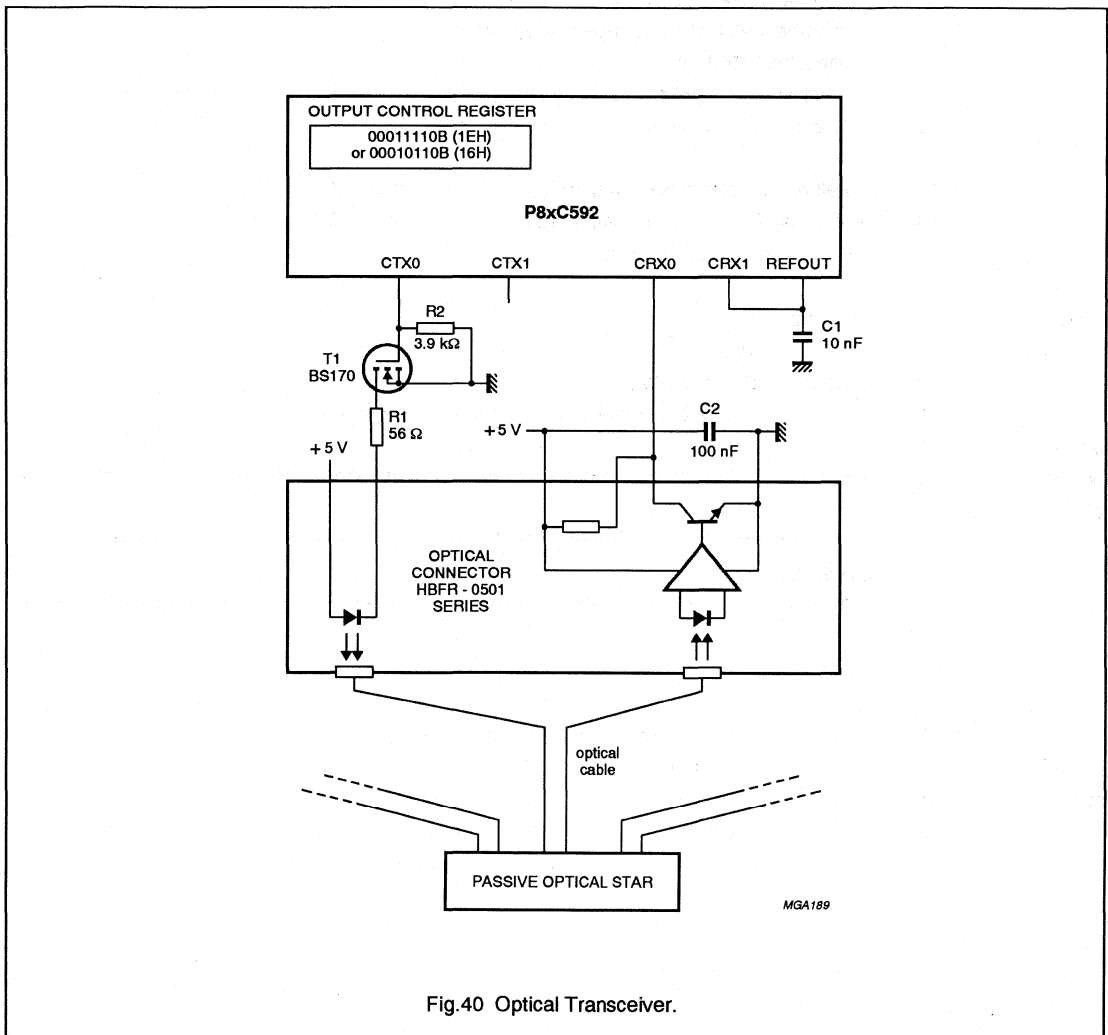 OUTPUT CONTROL REGISTER
00011110B (1EH)
or 00010110B (16H)
P8xC592
CTX0 CTX1 CRX0 CRX1 REFOUT
R2
3.9 kΩ
C1
10 nF
T1
BS170
R1
56 Ω
C2
+ 5 V
100 nF
+ 5 V
OPTICAL
CONNECTOR
HBFR - 0501
SERIES
optical
cable
PASSIVE OPTICAL STAR
MGA189
Fig.40 Optical Transceiver.